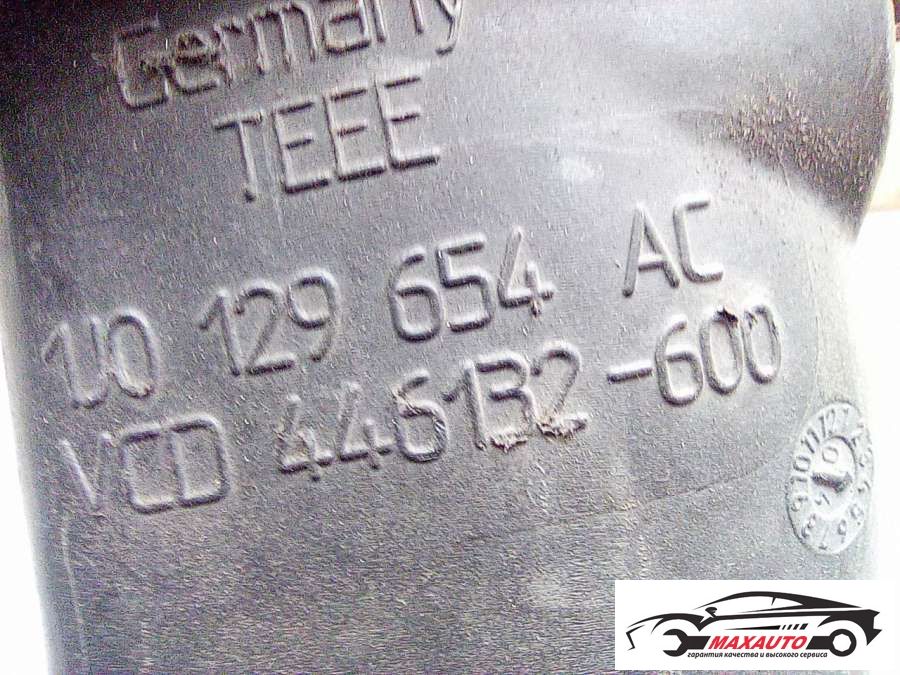 Germany
TEEE
1J0 129 654 AC
VCD 446132-600
MAXAUTO
гарантия качества и высокого сервиса